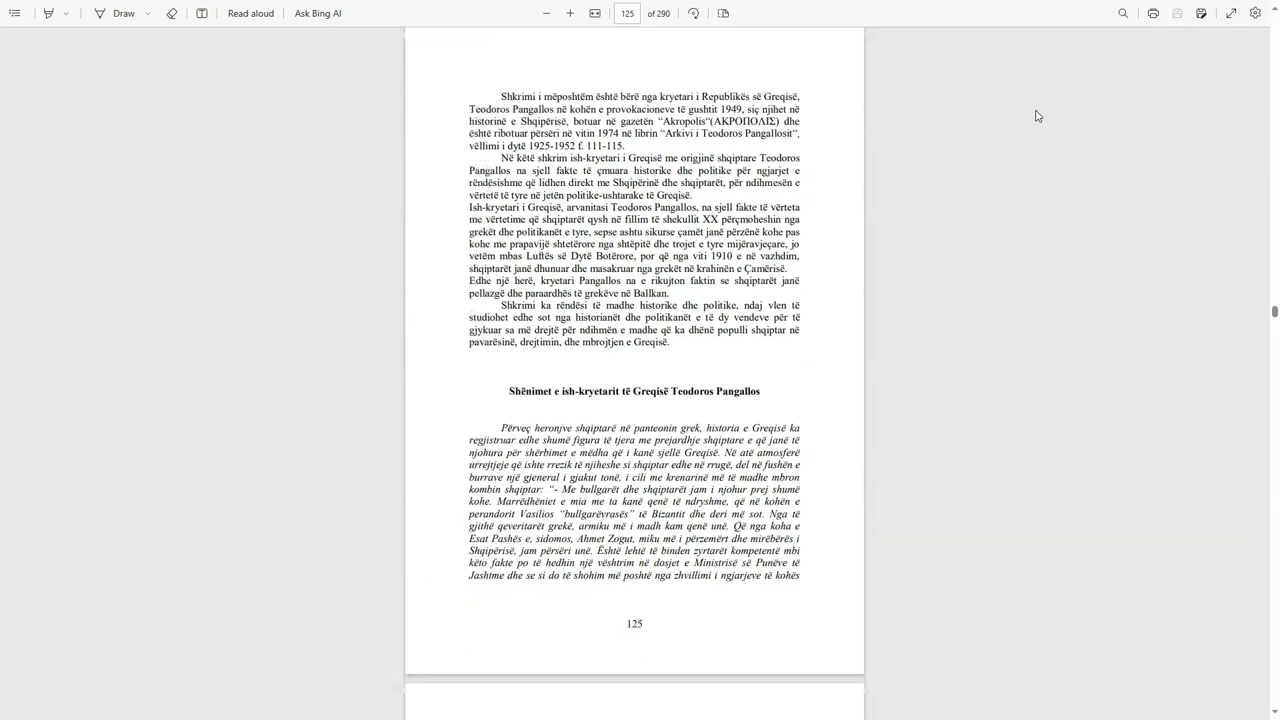 Draw
Read aloud
Ask Bing AI
125
of 290
Shkrimi i mëposhtëm është bërë nga kryetari i Republikës së Greqisë,
Teodoros Pangallos në kohën e provokacioneve të gushtit 1949, siç njihet në
historinë e Shqipërisë, botuar në gazetën “Akropolis“(ΑΚΡΟΠΟΛΙΣ) dhe
është ribotuar përsëri në vitin 1974 në librin “Arkivi i Teodoros Pangallosit“,
vëllimi i dytë 1925-1952 f. 111-115.
Në këtë shkrim ish-kryetari i Greqisë me origjinë shqiptare Teodoros
Pangallos na sjell fakte të çmuara historike dhe politike për ngjarjet e
rëndësishme që lidhen direkt me Shqipërinë dhe shqiptarët, për ndihmesën e
vërtetë të tyre në jetën politike-ushtarake të Greqisë.
Ish-kryetari i Greqisë, arvanitasi Teodoros Pangallos, na sjell fakte të vërteta
me vërtetime që shqiptarët qysh në fillim të shekullit XX përçmoheshin nga
grekët dhe politikanët e tyre, sepse ashtu sikurse çamët janë përzënë kohe pas
kohe me prapavijë shtetërore nga shtëpitë dhe trojet e tyre mijëravjeçare, jo
vetëm mbas Luftës së Dytë Botërore, por që nga viti 1910 e në vazhdim,
shqiptarët janë dhunuar dhe masakruar nga grekët në krahinën e Çamërisë.
Edhe një herë, kryetari Pangallos na e rikujton faktin se shqiptarët janë
pellazgë dhe paraardhës të grekëve në Ballkan.
Shkrimi ka rëndësi të madhe historike dhe politike, ndaj vlen të
studiohet edhe sot nga historianët dhe politikanët e të dy vendeve për të
gjykuar sa më drejtë për ndihmën e madhe që ka dhënë populli shqiptar në
pavarësinë, drejtimin, dhe mbrojtjen e Greqisë.
Shënimet e ish-kryetarit të Greqisë Teodoros Pangallos
Përveç heronjve shqiptarë në panteonin grek, historia e Greqisë ka
regjistruar edhe shumë figura të tjera me prejardhje shqiptare e që janë të
njohura për shërbimet e mëdha që i kanë sjellë Greqisë. Në atë atmosferë
urrejtjeje që ishte rrezik të njiheshe si shqiptar edhe në rrugë, del në fushën e
burrave një gjeneral i gjakut tonë, i cili me krenarinë më të madhe mbron
kombin shqiptar: “- Me bullgarët dhe shqiptarët jam i njohur prej shumë
kohe. Marrëdhëniet e mia me ta kanë qenë të ndryshme, që në kohën e
perandorit Vasilios “bullgarëvrasës” të Bizantit dhe deri më sot. Nga të
gjithë qeveritarët grekë, armiku më i madh kam qenë unë. Që nga koha e
Esat Pashës e, sidomos, Ahmet Zogut, miku më i përzemërt dhe mirëbërës i
Shqipërisë, jam përsëri unë. Është lehtë të binden zyrtarët kompetentë mbi
këto fakte po të hedhin një vështrim në dosjet e Ministrisë së Punëve të
Jashtme dhe se si do të shohim më poshtë nga zhvillimi i ngjarjeve të kohës
125